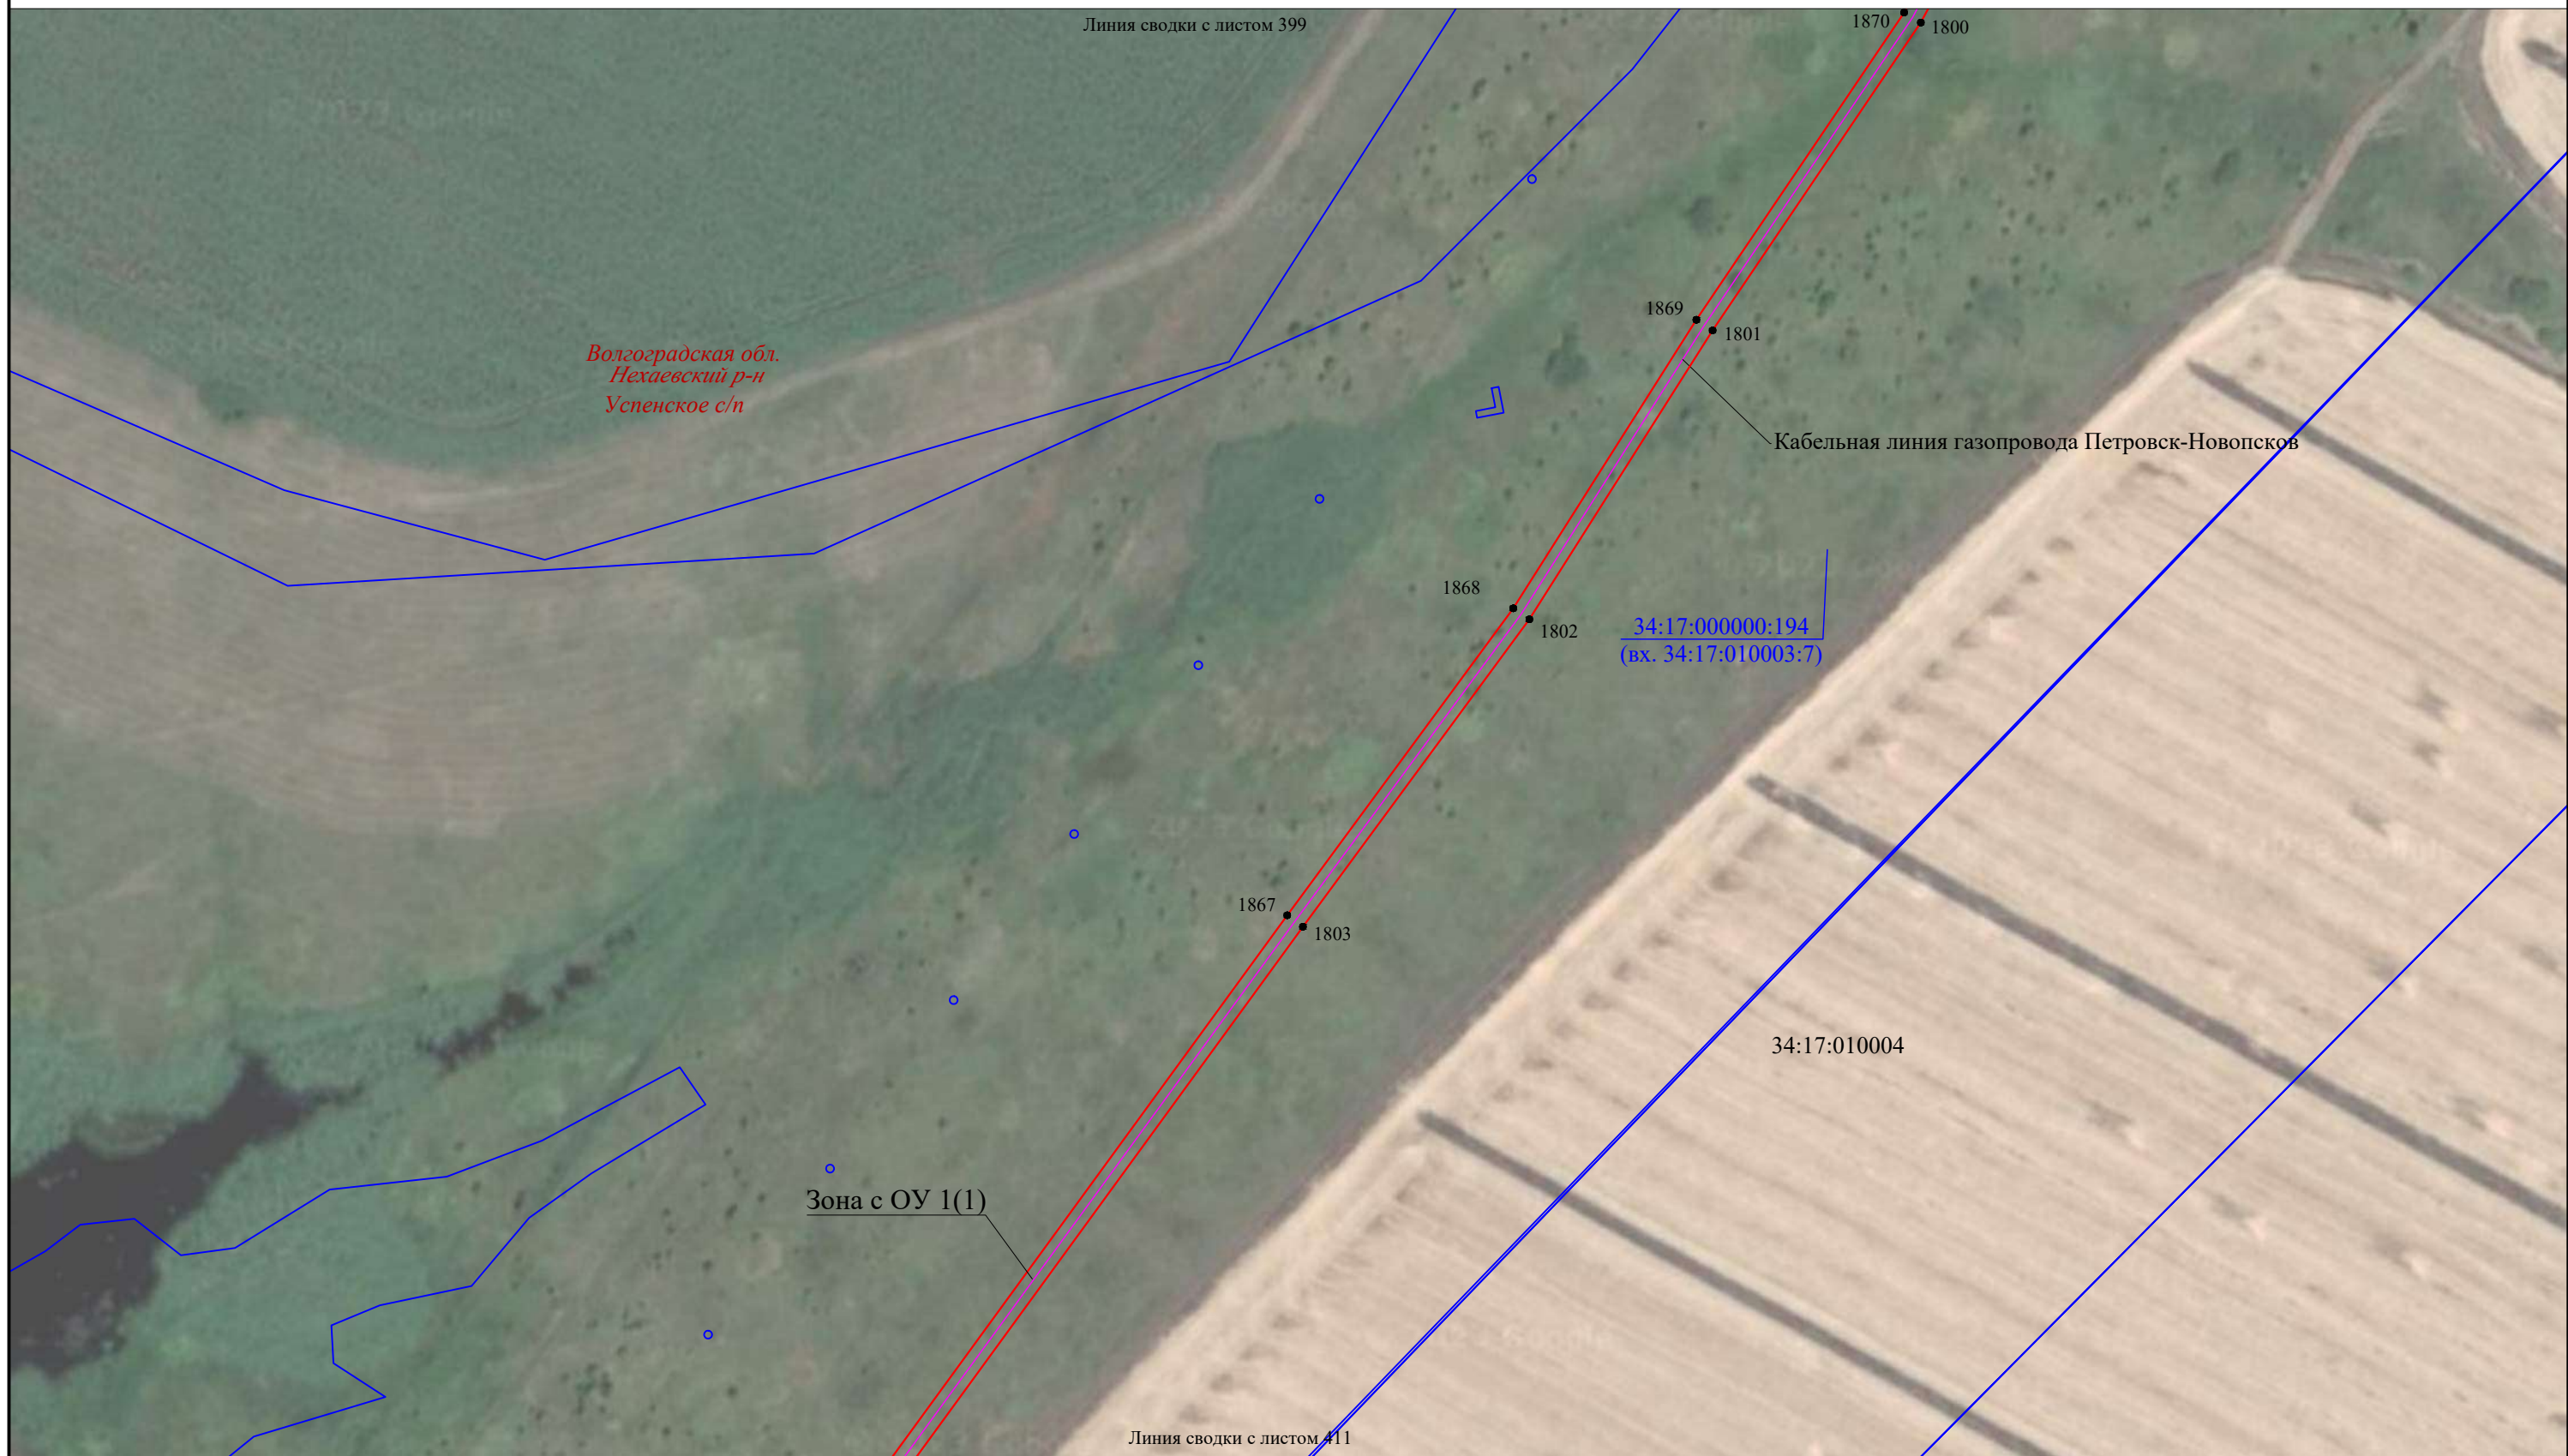 Линия сводки с листом 399
1870
1800
1869
1801
Волгоградская обл.
Нехаевский р-н
Успенское с/п
Кабельная линия газопровода Петровск-Новопсков
1868
1802
34:17:000000:194
(вх. 34:17:010003:7)
1867
1803
34:17:010004
Зона с ОУ 1(1)
Линия сводки с листом 411